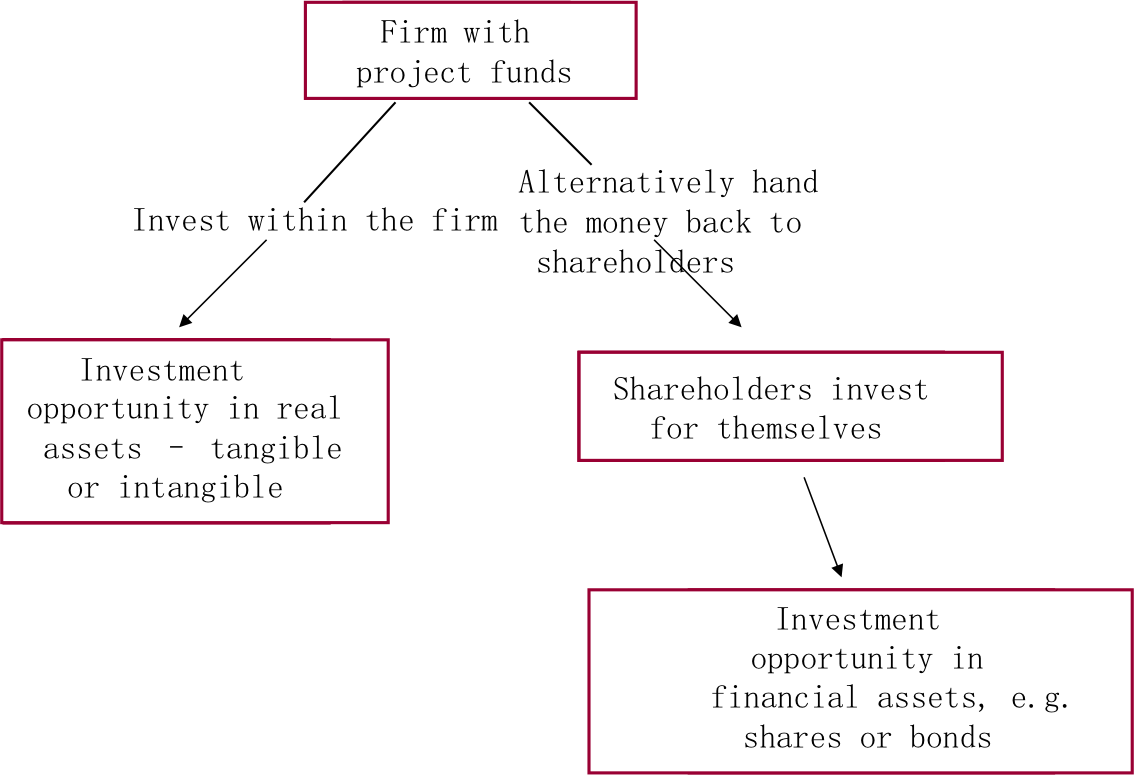 Firm with
project funds
Invest within the firm
Alternatively hand
the money back to
shareholders
Investment
opportunity in real
assets – tangible
or intangible
Shareholders invest
for themselves
Investment
opportunity in
financial assets, e.g.
shares or bonds